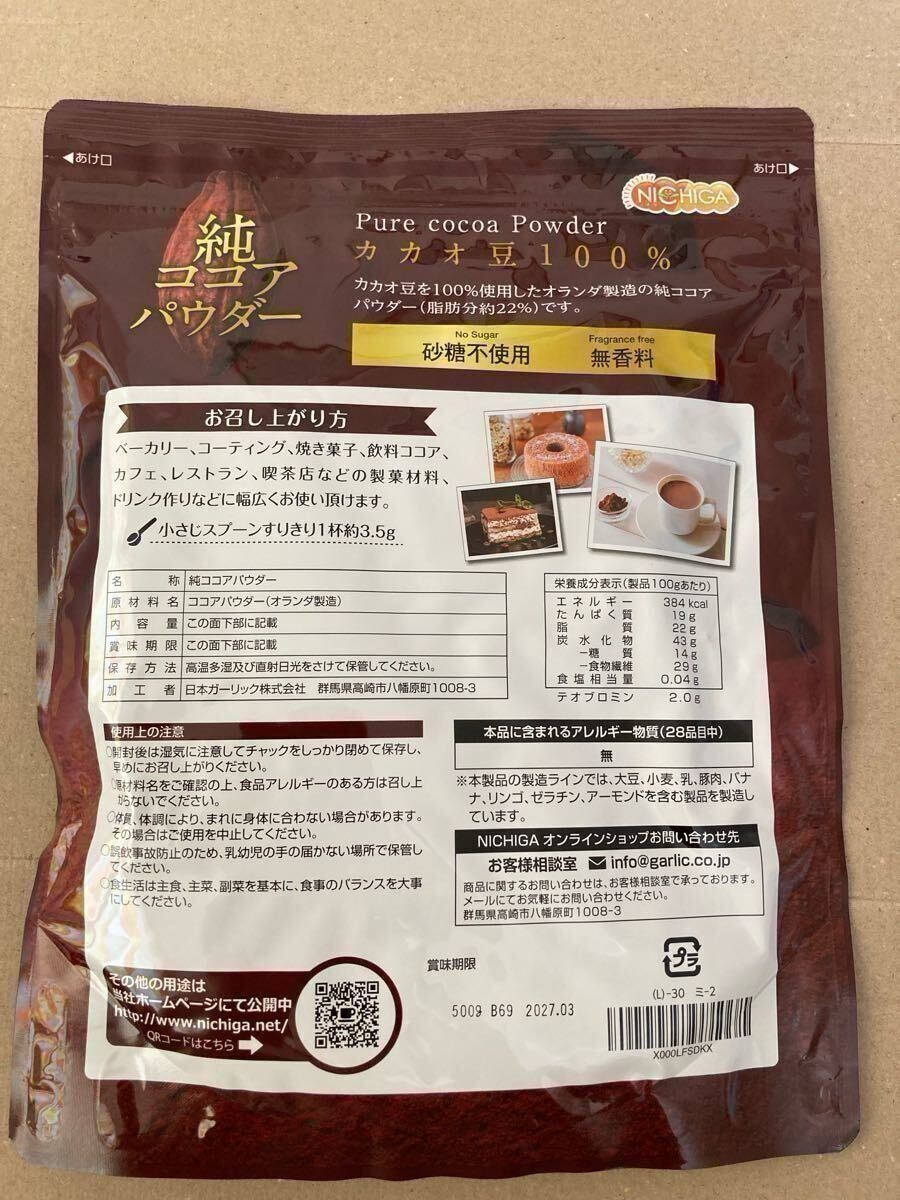 ◀あけ口
あけ口▶
NICHIGA
純
ココア
パウダー
Pure cocoa Powder
カカオ豆100%
カカオ豆を100%使用したオランダ製造の純ココア
パウダー(脂肪分約22%)です。
No Sugar
砂糖不使用
Fragrance free
無香料
お召し上がり方
ベーカリー、コーティング、焼き菓子、飲料ココア、
カフェ、レストラン、喫茶店などの製菓材料、
ドリンク作りなどに幅広くお使い頂けます。
小さじスプーンすりきり1杯約3.5g
名称 純ココアパウダー
原材料名 ココアパウダー(オランダ製造)
内容量 この面下部に記載
賞味期限 この面下部に記載
保存方法 高温多湿及び直射日光をさけて保管してください。
加工者 日本ガーリック株式会社 群馬県高崎市八幡原町1008-3
栄養成分表示(製品100gあたり)
エネルギー 384 kcal
たんぱく質 19 g
脂質 22 g
炭水化物 43 g
-糖質 14 g
-食物繊維 29 g
食塩相当量 0.04 g
テオブロミン 2.0 g
使用上の注意
○開封後は湿気に注意してチャックをしっかり閉めて保存し、
早めにお召し上がりください。
○原材料名をご確認の上、食品アレルギーのある方は召し上
がらないでください。
○体質、体調により、まれに身体に合わない場合があります。
その場合はご使用を中止してください。
○誤飲事故防止のため、乳幼児の手の届かない場所で保管し
てください。
○食生活は主食、主菜、副菜を基本に、食事のバランスを大事
にしてください。
本品に含まれるアレルギー物質(28品目中)
無
※本製品の製造ラインでは、大豆、小麦、乳、豚肉、バナ
ナ、リンゴ、ゼラチン、アーモンドを含む製品を製造し
ています。
NICHIGA オンラインショップお問い合わせ先
お客様相談室 info@garlic.co.jp
商品に関するお問い合わせは、お客様相談室で承っております。
メールにてお気軽にお問い合わせください。
群馬県高崎市八幡原町1008-3
その他の用途は
当社ホームページにて公開中
http://www.nichiga.net/
QRコードはこちら
賞味期限
5009 B69 2027.03
プラ
(L)-30 ミ-2
X000LFSDKX